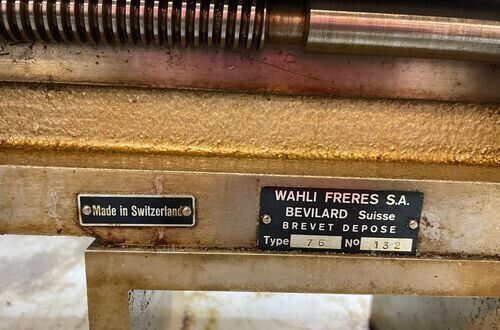 Made in Switzerland
WAHLI FRERES S.A.
BEVILARD Suisse
BREVET DEPOSE
Type 76 No 132